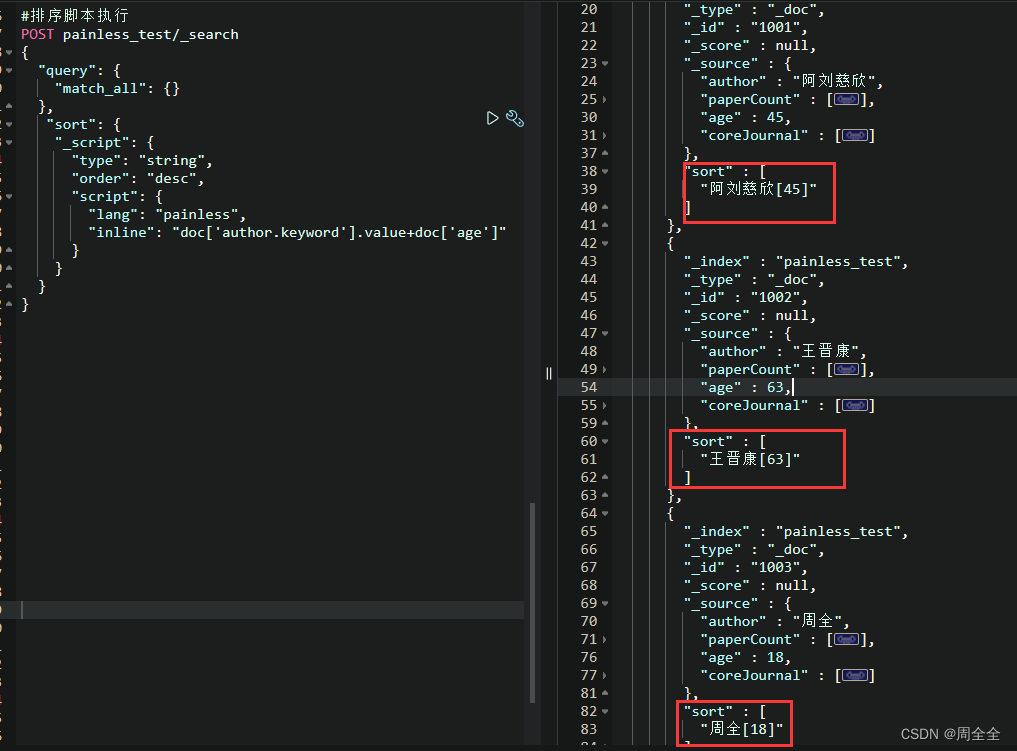 #排序脚本执行
POST painless_test/_search
{
  "query": {
    "match_all": {}
  },
   "sort": {
    "_script": {
      "type": "string",
      "order": "desc",
      "script": {
        "lang": "painless",
        "inline": "doc['author.keyword'].value+doc['age']"
      }
    }
  }
}
20 "_type" : "_doc",
21 "_id" : "1001",
22 "_score" : null,
23 "_source" : {
24 "author" : "阿刘慈欣",
25 "paperCount" : [],
30 "age" : 45,
31 "coreJournal" : []
37 },
38 "sort" : [
39 "阿刘慈欣[45]"
40 ]
41 },
42 {
43 "_index" : "painless_test",
44 "_type" : "_doc",
45 "_id" : "1002",
46 "_score" : null,
47 "_source" : {
48 "author" : "王晋康",
49 "paperCount" : [],
54 "age" : 63,
55 "coreJournal" : []
59 },
60 "sort" : [
61 "王晋康[63]"
62 ]
63 },
64 {
65 "_index" : "painless_test",
66 "_type" : "_doc",
67 "_id" : "1003",
68 "_score" : null,
69 "_source" : {
70 "author" : "周全",
71 "paperCount" : [],
76 "age" : 18,
77 "coreJournal" : []
81 },
82 "sort" : [
83 "周全[18]"
CSDN @周全全